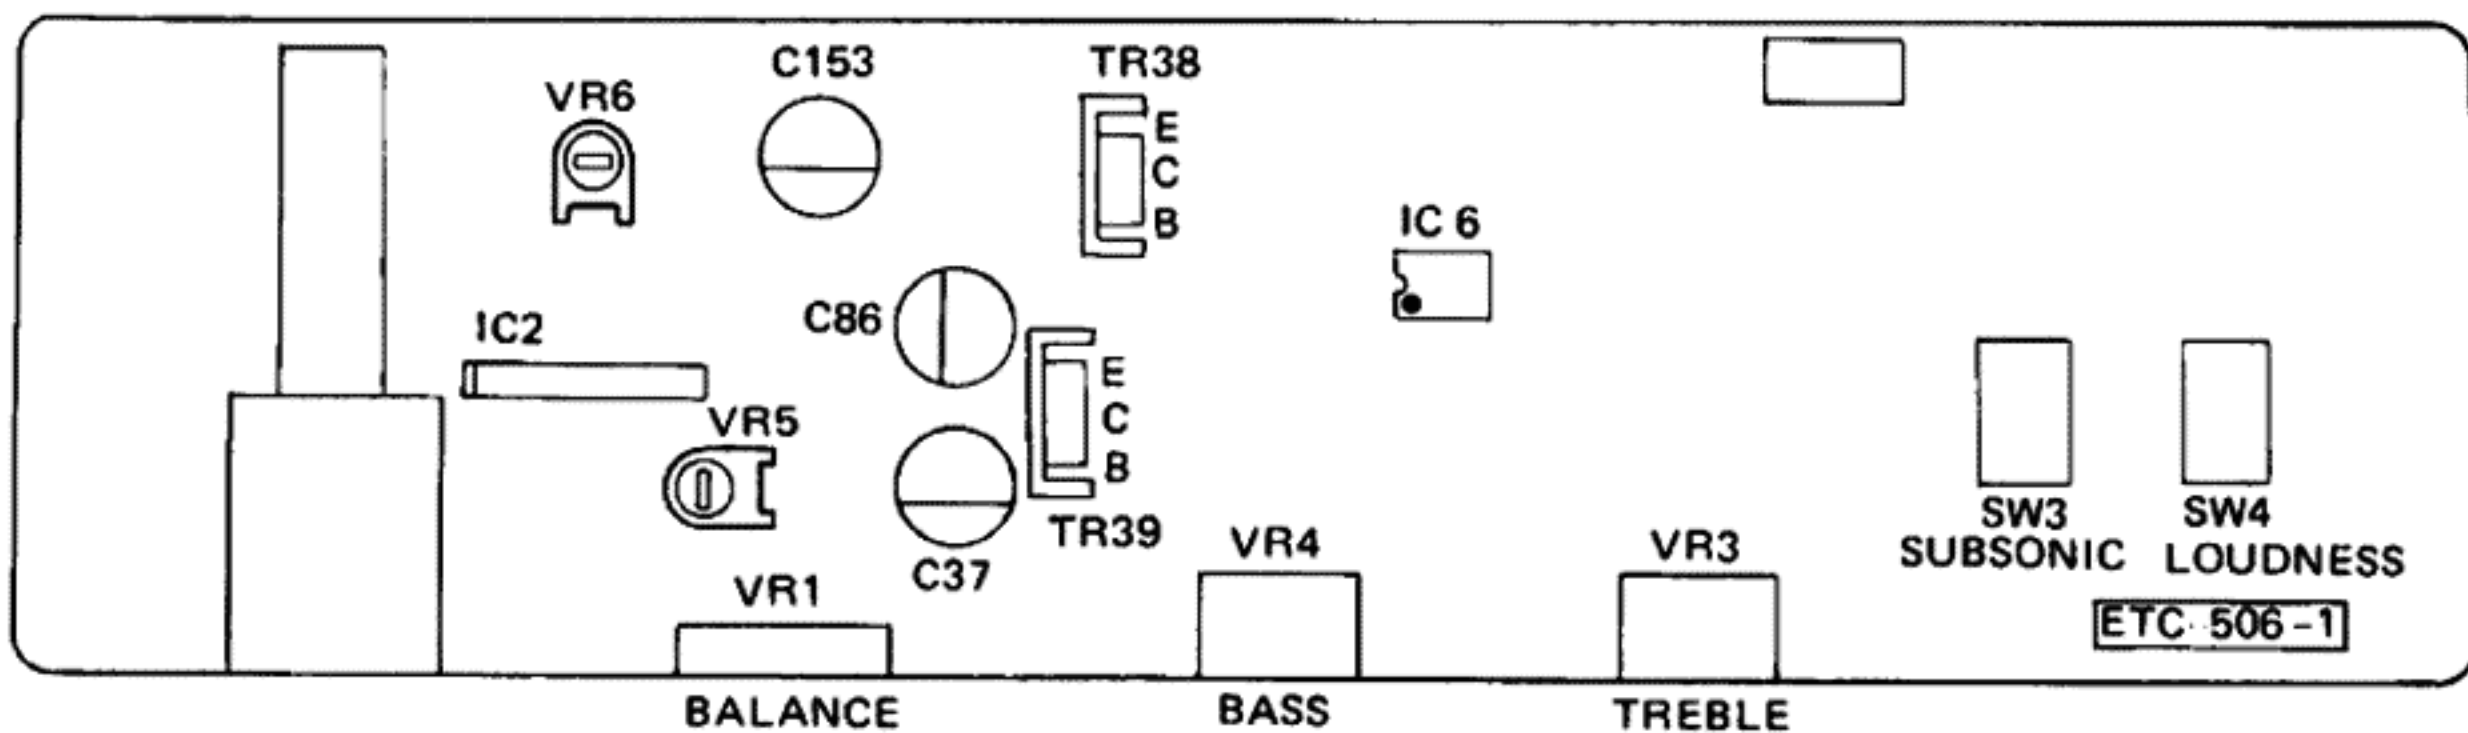 C153
TR38
VR6
E
C
B
IC 6
C86
IC2
E
C
B
VR5
TR39
C37
VR1
VR4
VR3
SW3
SUBSONIC
SW4
LOUDNESS
ETC 506-1
BALANCE
BASS
TREBLE